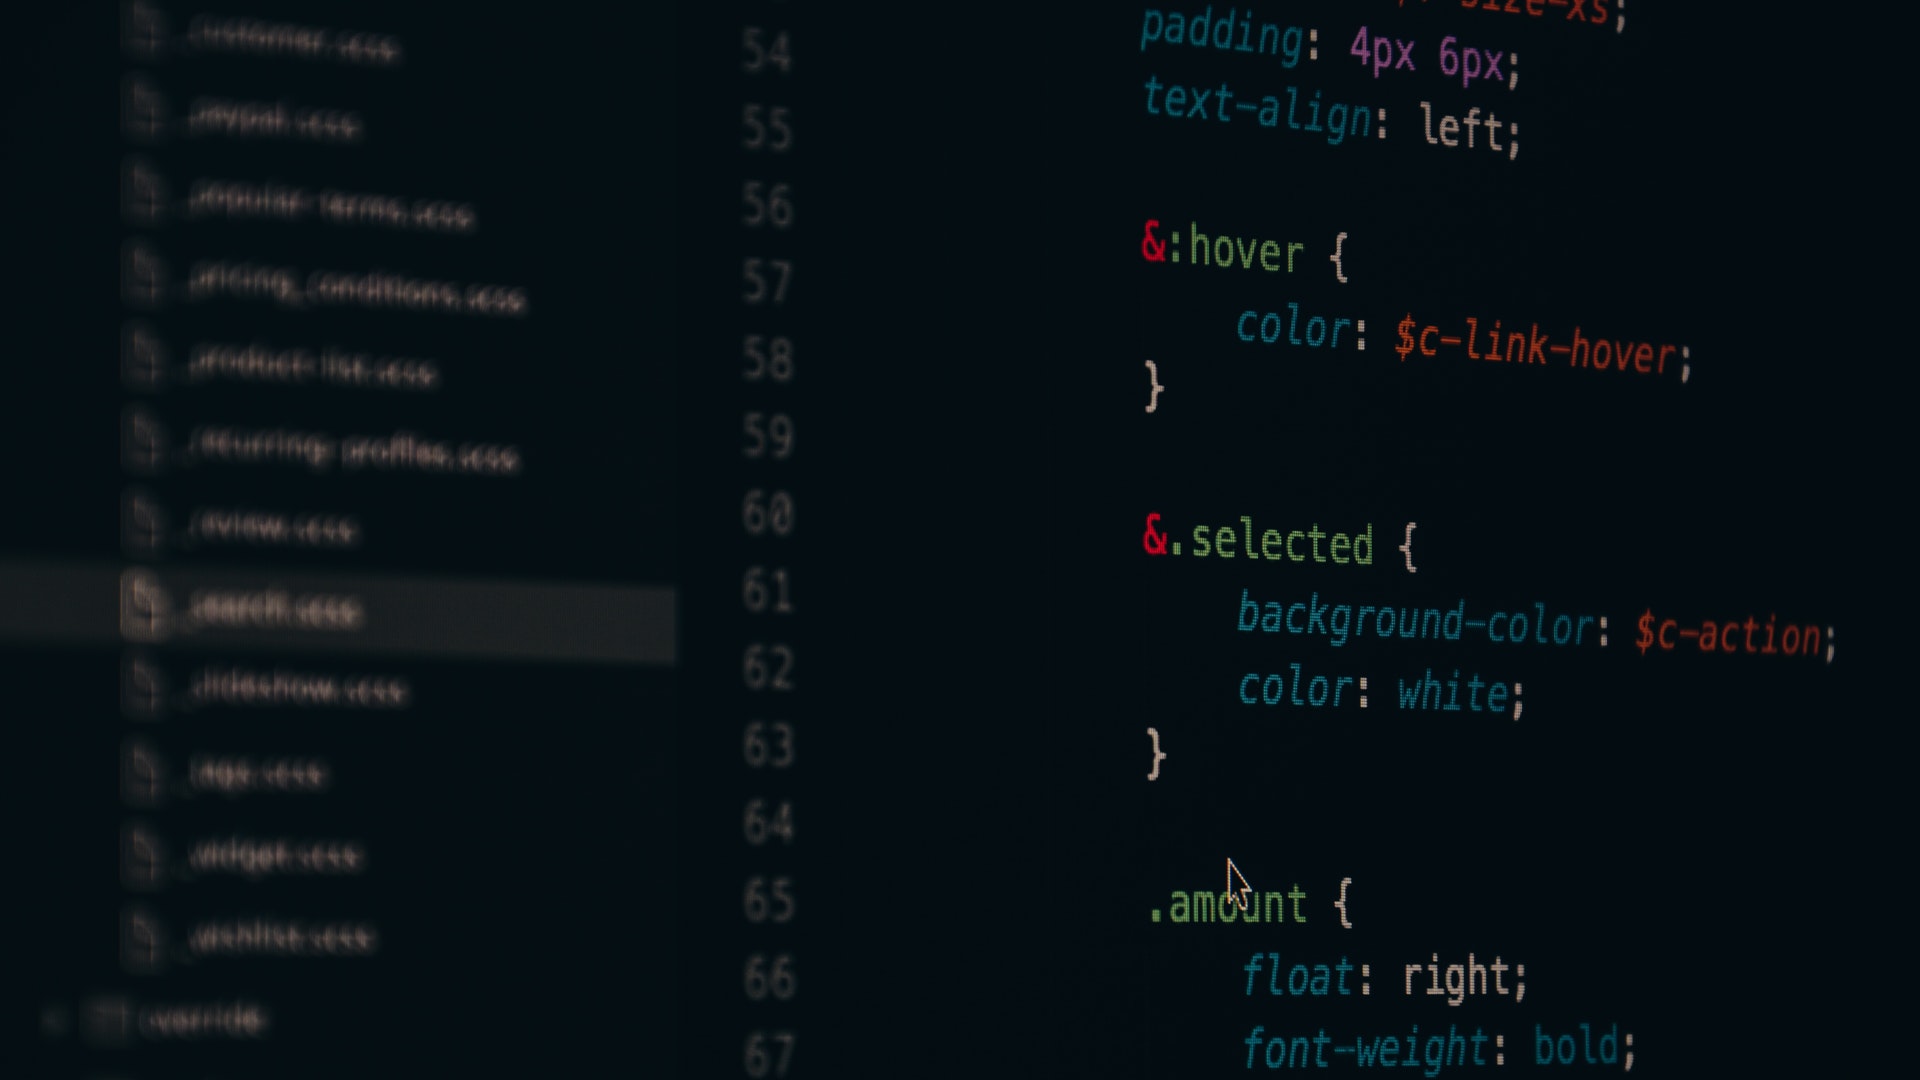 _customer.scss
_paypal.scss
_popular-terms.scss
_pricing_conditions.scss
_product-list.scss
_recurring-profiles.scss
_review.scss
_search.scss
_slideshow.scss
_tags.scss
_widget.scss
_wishlist.scss
override
54
55
56
57
58
59
60
61
62
63
64
65
66
67
size-xs;
padding: 4px 6px;
text-align: left;
&:hover {
color: $c-link-hover;
}
&.selected {
background-color: $c-action;
color: white;
}
.amount {
float: right;
font-weight: bold;